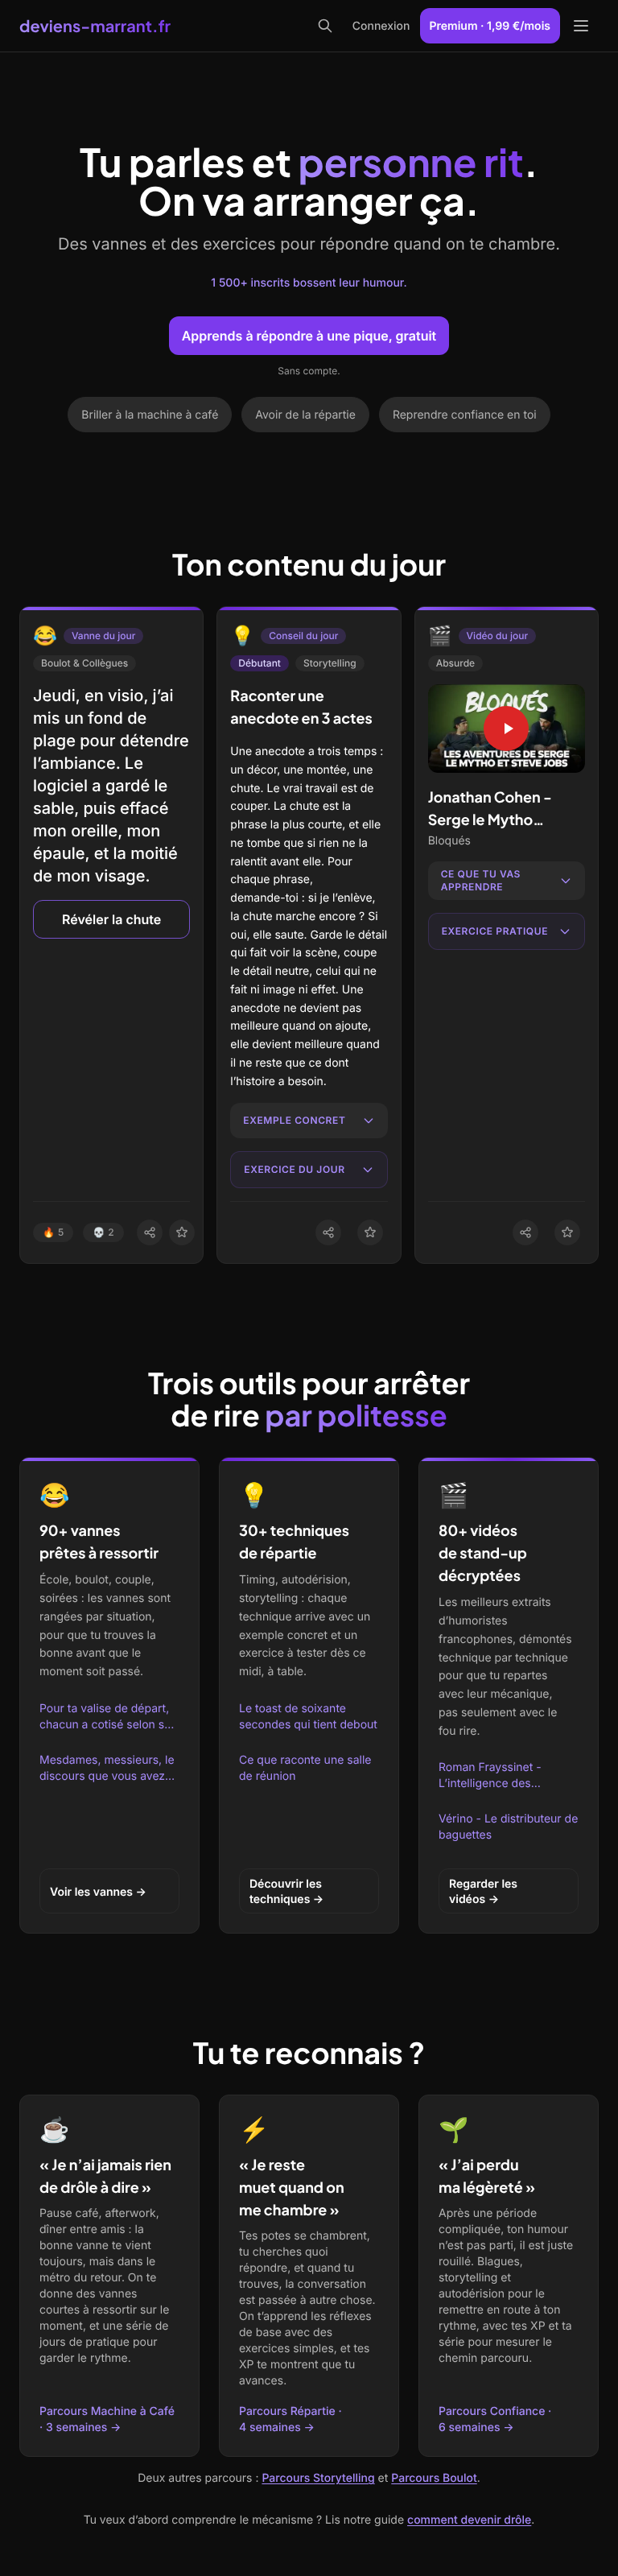 deviens-marrant.fr
Connexion
Premium · 1,99 €/mois
Tu parles et personne rit.
On va arranger ça.
Des vannes et des exercices pour répondre quand on te chambre.
1 500+ inscrits bossent leur humour.
Apprends à répondre à une pique, gratuit
Sans compte.
Briller à la machine à café
Avoir de la répartie
Reprendre confiance en toi
Ton contenu du jour
😂 Vanne du jour
Boulot & Collègues
Jeudi, en visio, j’ai
mis un fond de
plage pour détendre
l’ambiance. Le
logiciel a gardé le
sable, puis effacé
mon oreille, mon
épaule, et la moitié
de mon visage.
Révéler la chute
🔥 5
💀 2
💡 Conseil du jour
Débutant
Storytelling
Raconter une
anecdote en 3 actes
Une anecdote a trois temps :
un décor, une montée, une
chute. Le vrai travail est de
couper. La chute est la
phrase la plus courte, et elle
ne tombe que si rien ne la
ralentit avant elle. Pour
chaque phrase,
demande-toi : si je l’enlève,
la chute marche encore ? Si
oui, elle saute. Garde le détail
qui fait voir la scène, coupe
le détail neutre, celui qui ne
fait ni image ni effet. Une
anecdote ne devient pas
meilleure quand on ajoute,
elle devient meilleure quand
il ne reste que ce dont
l’histoire a besoin.
EXEMPLE CONCRET
EXERCICE DU JOUR
🎬 Vidéo du jour
Absurde
BLOQUÉS
LES AVENTURES DE SERGE
LE MYTHO ET STEVE JOBS
Jonathan Cohen -
Serge le Mytho…
Bloqués
CE QUE TU VAS
APPRENDRE
EXERCICE PRATIQUE
Trois outils pour arrêter
de rire par politesse
😂
90+ vannes
prêtes à ressortir
École, boulot, couple,
soirées : les vannes sont
rangées par situation,
pour que tu trouves la
bonne avant que le
moment soit passé.
Pour ta valise de départ,
chacun a cotisé selon s…
Mesdames, messieurs, le
discours que vous avez…
Voir les vannes →
💡
30+ techniques
de répartie
Timing, autodérision,
storytelling : chaque
technique arrive avec un
exemple concret et un
exercice à tester dès ce
midi, à table.
Le toast de soixante
secondes qui tient debout
Ce que raconte une salle
de réunion
Découvrir les
techniques →
🎬
80+ vidéos
de stand-up
décryptées
Les meilleurs extraits
d’humoristes
francophones, démontés
technique par technique
pour que tu repartes
avec leur mécanique,
pas seulement avec le
fou rire.
Roman Frayssinet -
L’intelligence des…
Vérino - Le distributeur de
baguettes
Regarder les
vidéos →
Tu te reconnais ?
☕
« Je n’ai jamais rien
de drôle à dire »
Pause café, afterwork,
dîner entre amis : la
bonne vanne te vient
toujours, mais dans le
métro du retour. On te
donne des vannes
courtes à ressortir sur le
moment, et une série de
jours de pratique pour
garder le rythme.
Parcours Machine à Café
· 3 semaines →
⚡
« Je reste
muet quand on
me chambre »
Tes potes se chambrent,
tu cherches quoi
répondre, et quand tu
trouves, la conversation
est passée à autre chose.
On t’apprend les réflexes
de base avec des
exercices simples, et tes
XP te montrent que tu
avances.
Parcours Répartie ·
4 semaines →
🌱
« J’ai perdu
ma légèreté »
Après une période
compliquée, ton humour
n’est pas parti, il est juste
rouillé. Blagues,
storytelling et
autodérision pour le
remettre en route à ton
rythme, avec tes XP et ta
série pour mesurer le
chemin parcouru.
Parcours Confiance ·
6 semaines →
Deux autres parcours : Parcours Storytelling et Parcours Boulot.
Tu veux d’abord comprendre le mécanisme ? Lis notre guide comment devenir drôle.